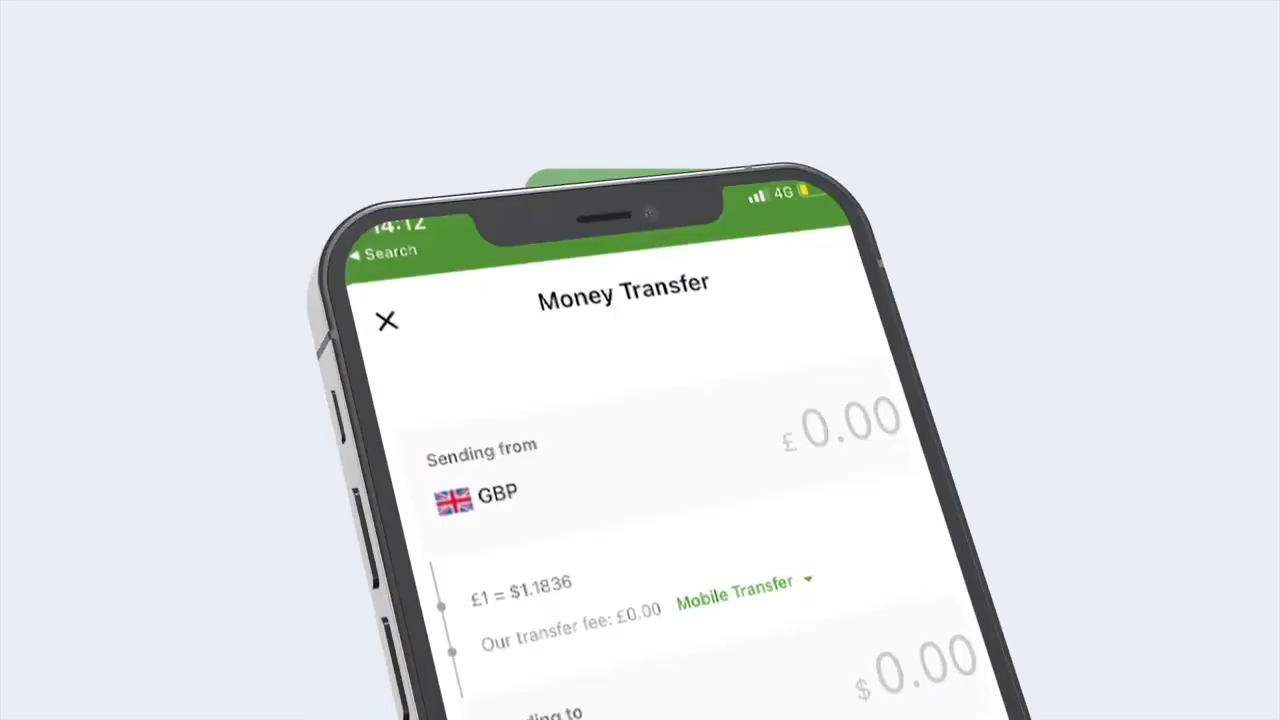 14:12
4G
◀ Search
Money Transfer
Sending from
£ 0.00
GBP
£1 = $1.1836
Our transfer fee: £0.00 Mobile Transfer
$ 0.00
to